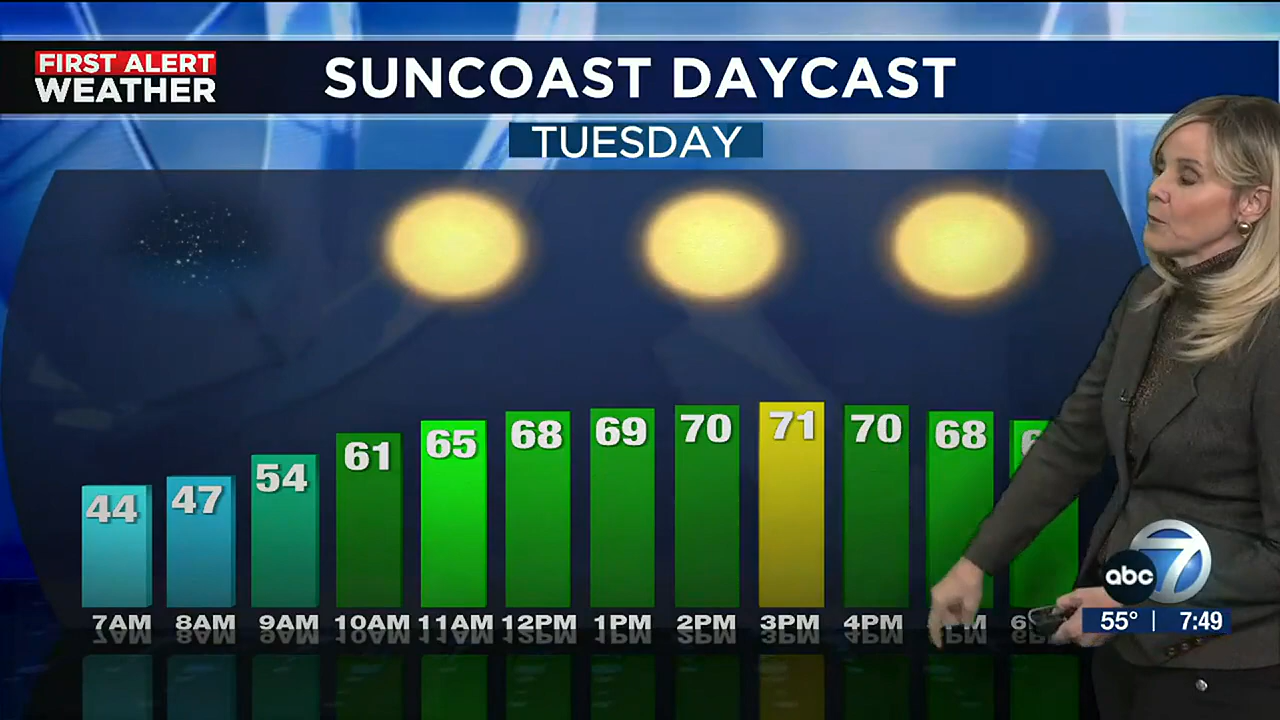 FIRST ALERT
WEATHER
SUNCOAST DAYCAST
TUESDAY
44 47 54 61 65 68 69 70 71 70 68
7AM 8AM 9AM 10AM 11AM 12PM 1PM 2PM 3PM 4PM
abc 7
55° | 7:49